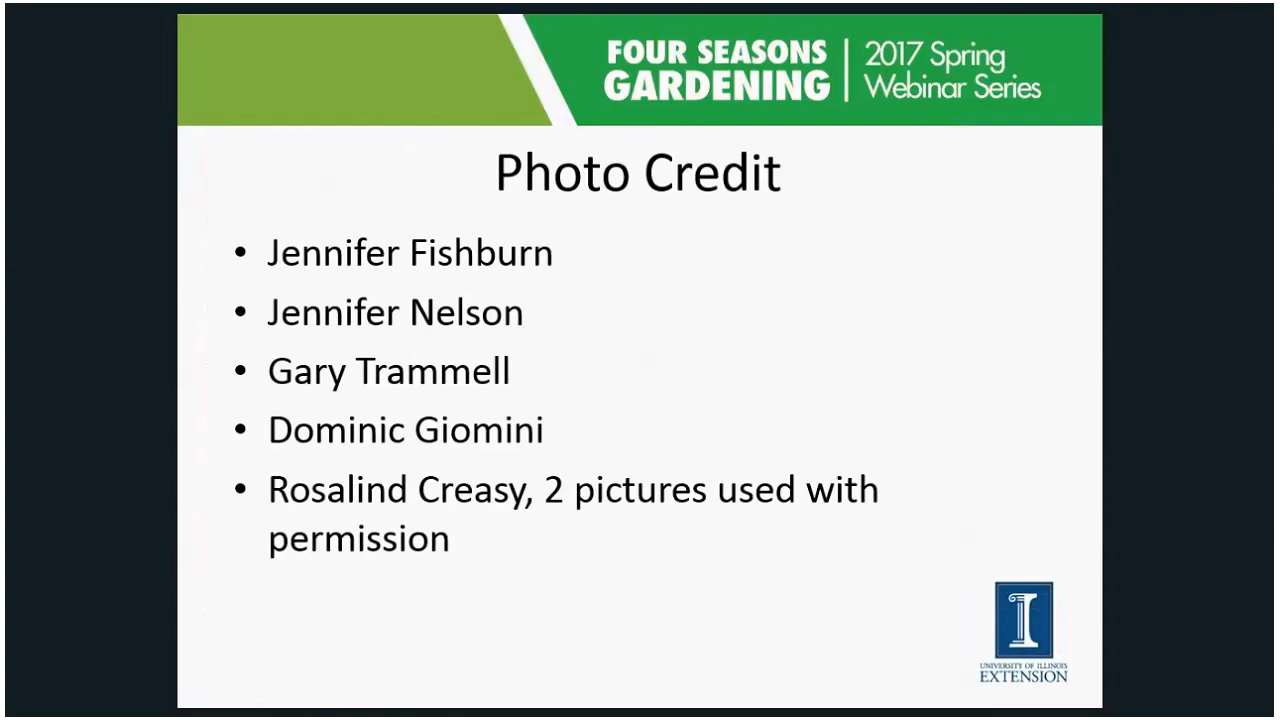 FOUR SEASONS
GARDENING
2017 Spring
Webinar Series
Photo Credit
• Jennifer Fishburn
• Jennifer Nelson
• Gary Trammell
• Dominic Giomini
• Rosalind Creasy, 2 pictures used with
permission
I
UNIVERSITY OF ILLINOIS
EXTENSION